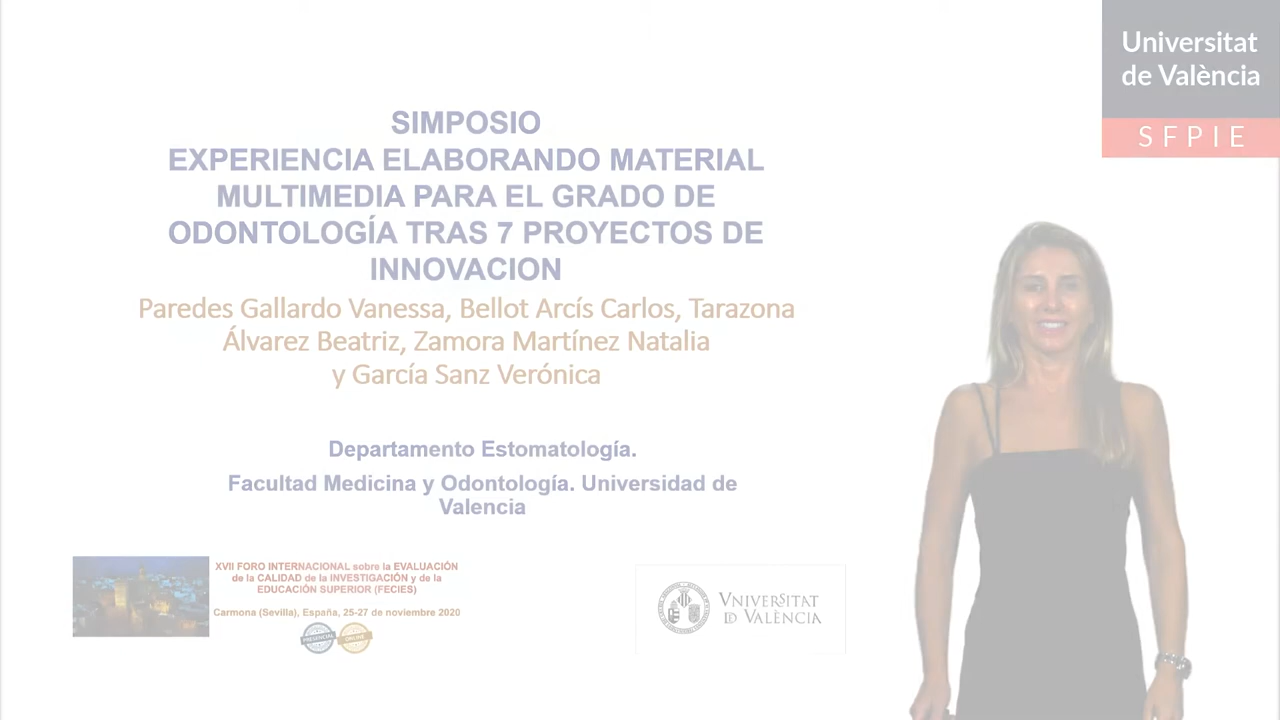 Universitat
de València
SFPIE
SIMPOSIO
EXPERIENCIA ELABORANDO MATERIAL
MULTIMEDIA PARA EL GRADO DE
ODONTOLOGÍA TRAS 7 PROYECTOS DE
INNOVACION
Paredes Gallardo Vanessa, Bellot Arcís Carlos, Tarazona
Álvarez Beatriz, Zamora Martínez Natalia
y García Sanz Verónica
Departamento Estomatología.
Facultad Medicina y Odontología. Universidad de
Valencia
XVII FORO INTERNACIONAL sobre la EVALUACIÓN
de la CALIDAD de la INVESTIGACIÓN y de la
EDUCACIÓN SUPERIOR (FECIES)
Carmona (Sevilla), España, 25-27 de noviembre 2020
PRESENCIAL
ONLINE
VNIVERSITAT
DE VALÈNCIA